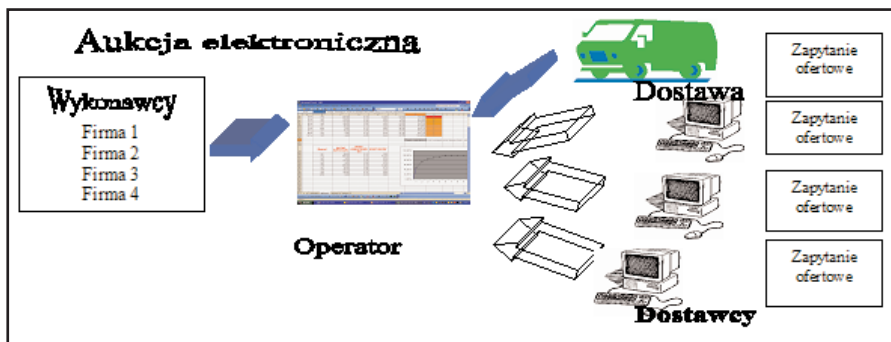 Aukcja elektroniczna
Wykonawcy
Firma 1
Firma 2
Firma 3
Firma 4
Operator
Dostawa
Dostawcy
Zapytanie
ofertowe
Zapytanie
ofertowe
Zapytanie
ofertowe
Zapytanie
ofertowe